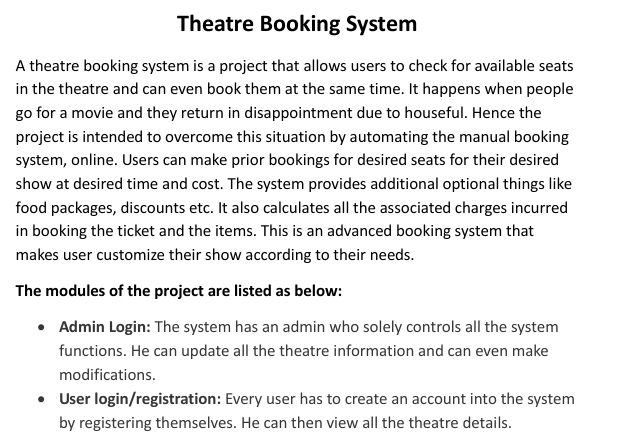 Theatre Booking System
A theatre booking system is a project that allows users to check for available seats
in the theatre and can even book them at the same time. It happens when people
go for a movie and they return in disappointment due to houseful. Hence the
project is intended to overcome this situation by automating the manual booking
system, online. Users can make prior bookings for desired seats for their desired
show at desired time and cost. The system provides additional optional things like
food packages, discounts etc. It also calculates all the associated charges incurred
in booking the ticket and the items. This is an advanced booking system that
makes user customize their show according to their needs.
The modules of the project are listed as below:
• Admin Login: The system has an admin who solely controls all the system
functions. He can update all the theatre information and can even make
modifications.
• User login/registration: Every user has to create an account into the system
by registering themselves. He can then view all the theatre details.